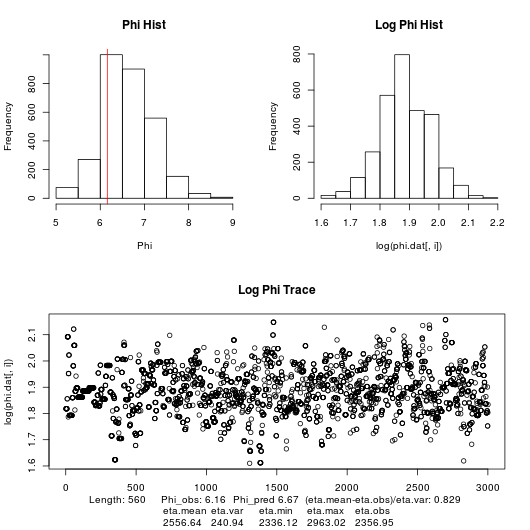 Phi Hist
Log Phi Hist
Frequency
0 200 400 600 800
5 6 7 8 9
Phi
Frequency
0 200 400 600 800
1.6 1.7 1.8 1.9 2.0 2.1 2.2
log(phi.dat[, i])
Log Phi Trace
log(phi.dat[, i])
1.6 1.7 1.8 1.9 2.0 2.1
0 500 1000 1500 2000 2500 3000
Length: 560 Phi_obs: 6.16 Phi_pred 6.67 (eta.mean-eta.obs)/eta.var: 0.829
eta.mean eta.var eta.min eta.max eta.obs
2556.64 240.94 2336.12 2963.02 2356.95